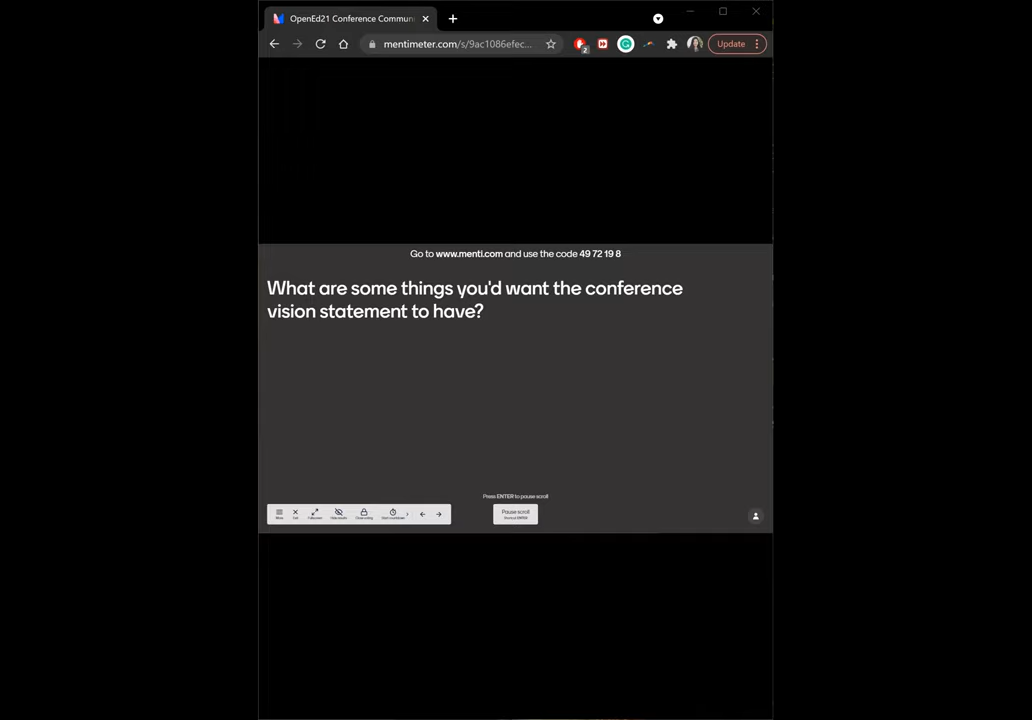 OpenEd21 Conference Commun
mentimeter.com/s/9ac1086efec...
2
Update
Go to www.menti.com and use the code 49 72 19 8
What are some things you'd want the conference
vision statement to have?
Press ENTER to pause scroll
Pause scroll